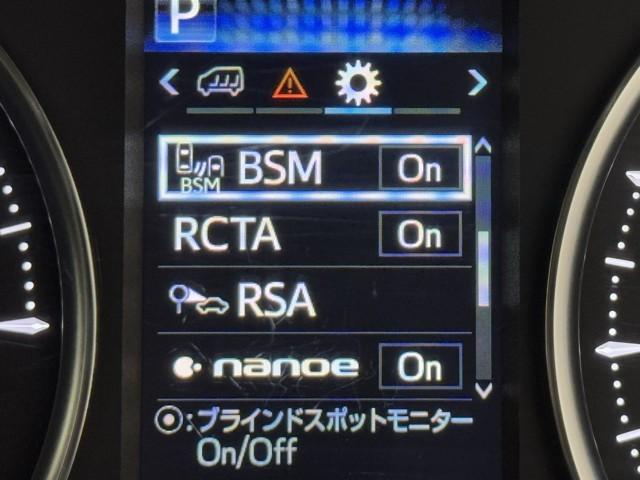 P
BSM BSM On
RCTA On
RSA
nanoe On
⦿:ブラインドスポットモニター
On/Off